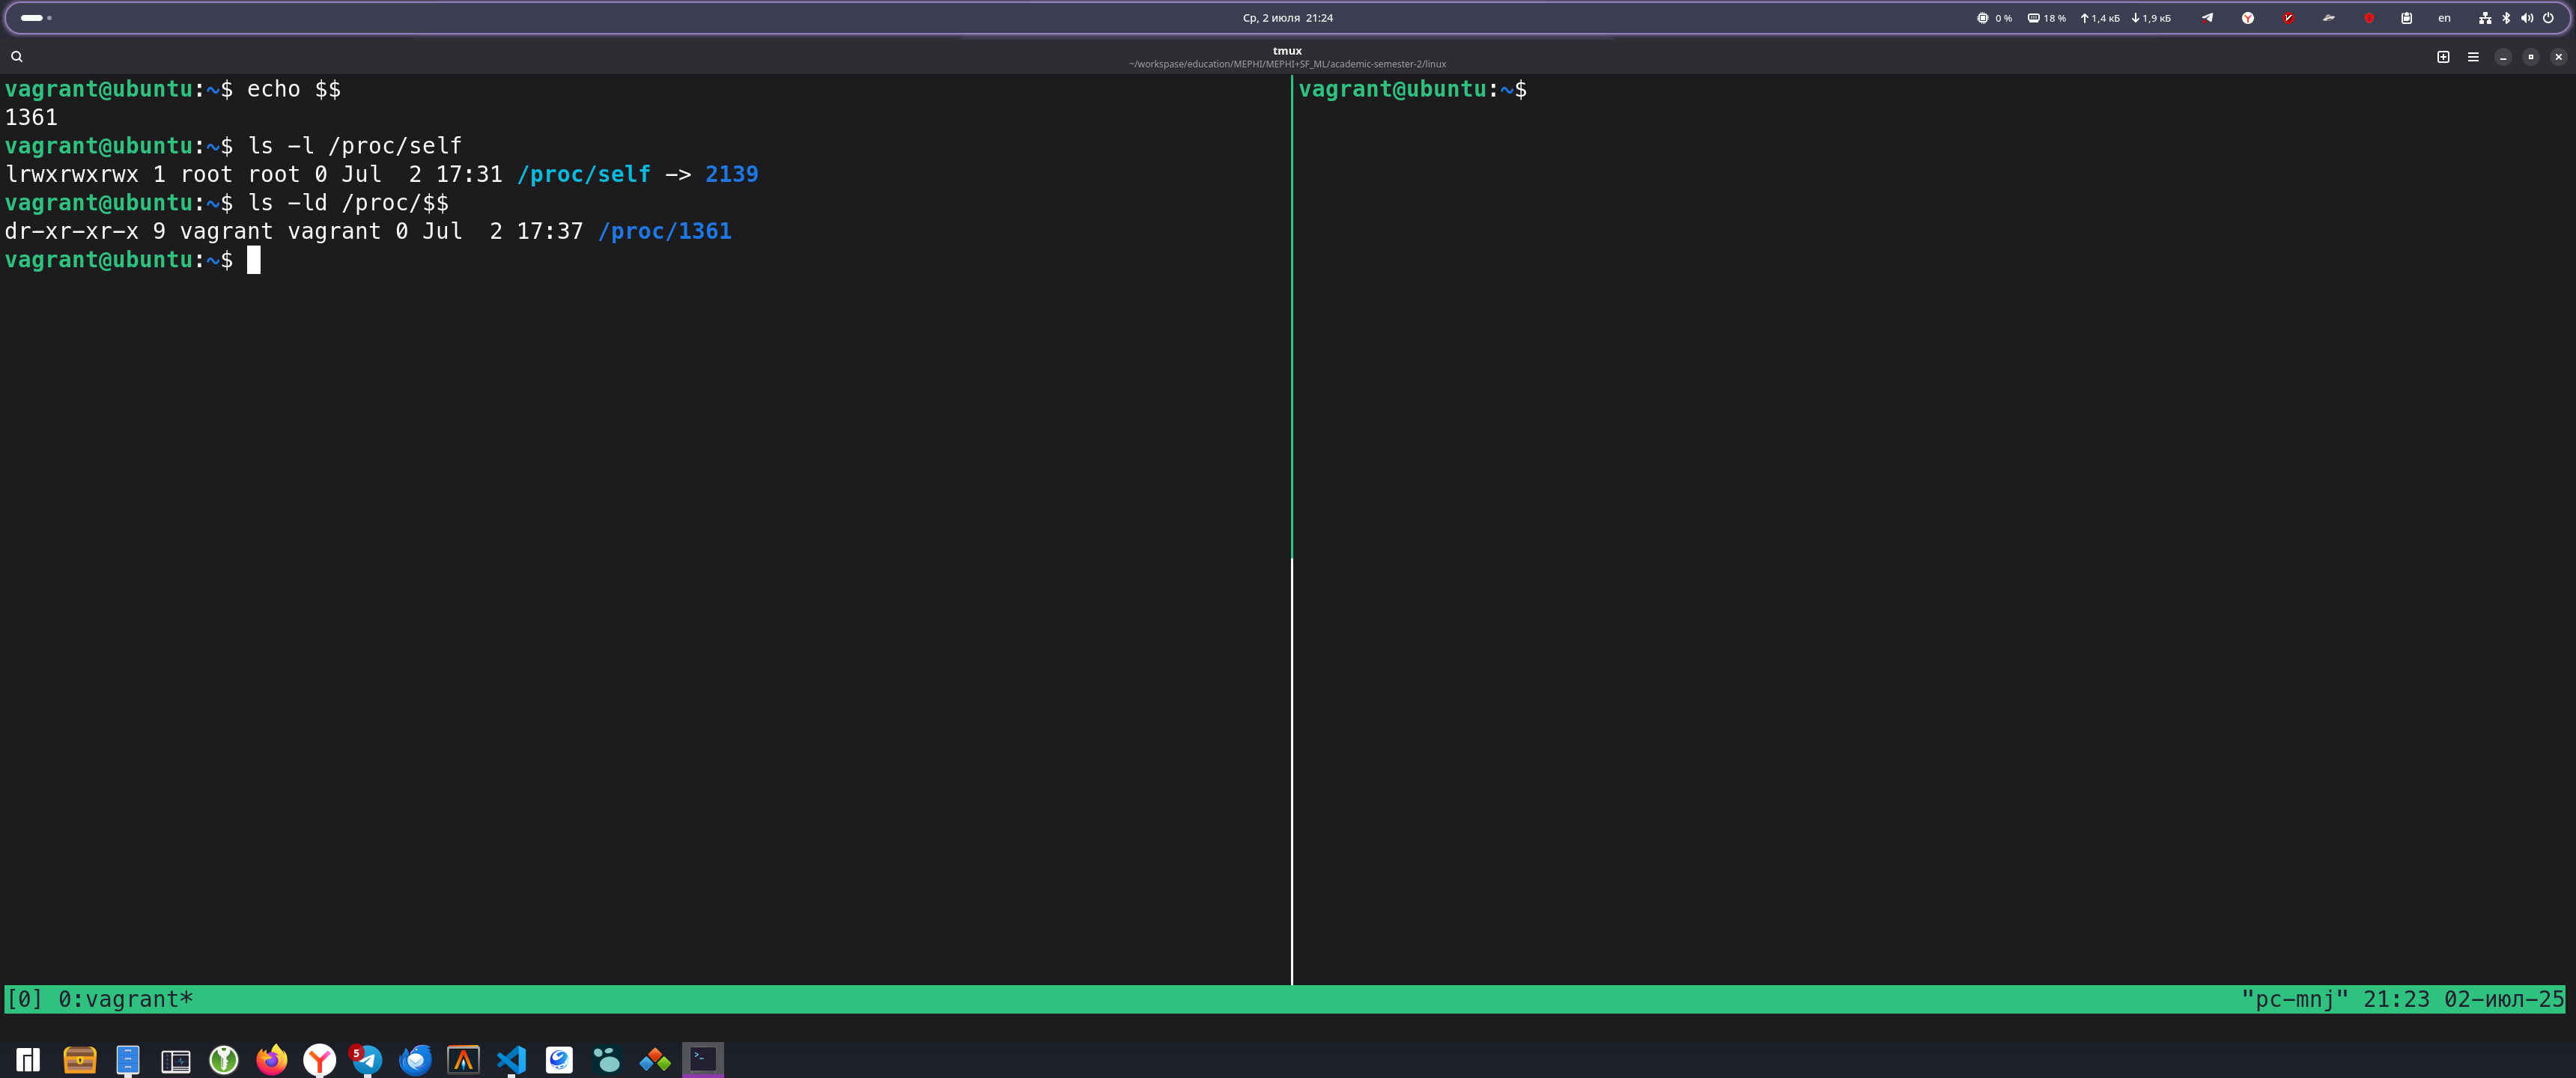 Ср, 2 июля 21:24
0 % 18 % 1,4 кБ 1,9 кБ en
tmux
~/workspase/education/MEPHI/MEPHI+SF_ML/academic-semester-2/linux
vagrant@ubuntu:~$ echo $$
1361
vagrant@ubuntu:~$ ls -l /proc/self
lrwxrwxrwx 1 root root 0 Jul  2 17:31 /proc/self -> 2139
vagrant@ubuntu:~$ ls -ld /proc/$$
dr-xr-xr-x 9 vagrant vagrant 0 Jul  2 17:37 /proc/1361
vagrant@ubuntu:~$
vagrant@ubuntu:~$
[0] 0:vagrant* "pc-mnj" 21:23 02-июл-25
5